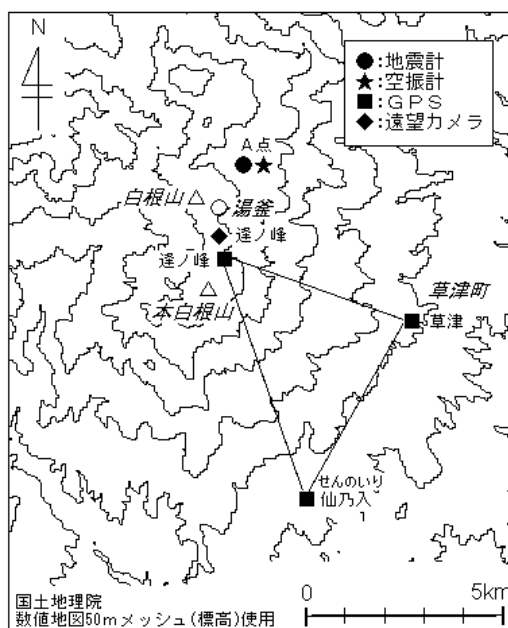 N
●:地震計
★:空振計
■:GPS
◆:遠望カメラ
A点
白根山
湯釜
逢ノ峰
逢ノ峰
本白根山
草津町
草津
せんのいり
仙乃入
1
0
5km
国土地理院
数値地図50mメッシュ(標高)使用